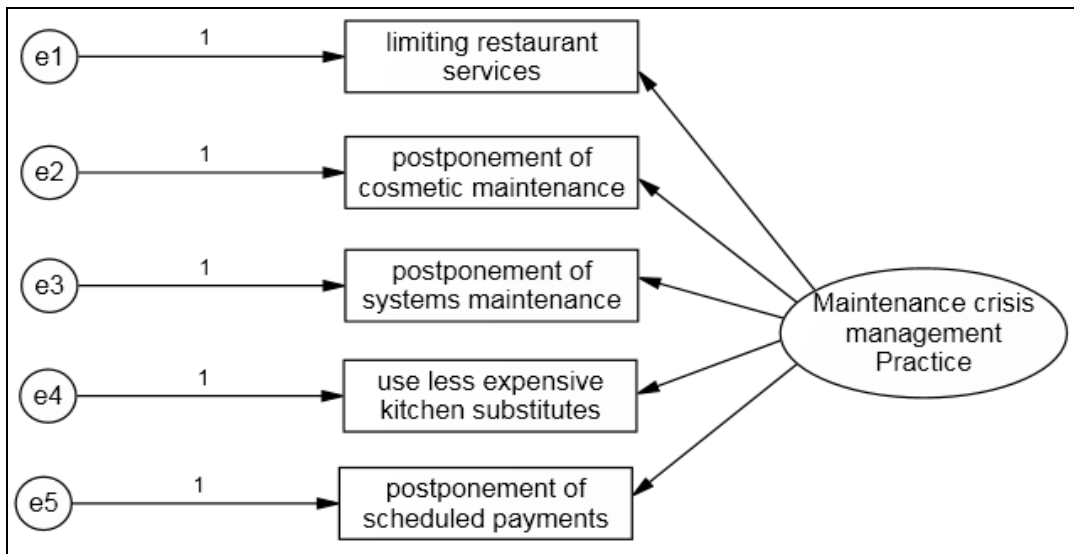 e1
1
limiting restaurant
services
e2
1
postponement of
cosmetic maintenance
e3
1
postponement of
systems maintenance
e4
1
use less expensive
kitchen substitutes
e5
1
postponement of
scheduled payments
Maintenance crisis
management
Practice